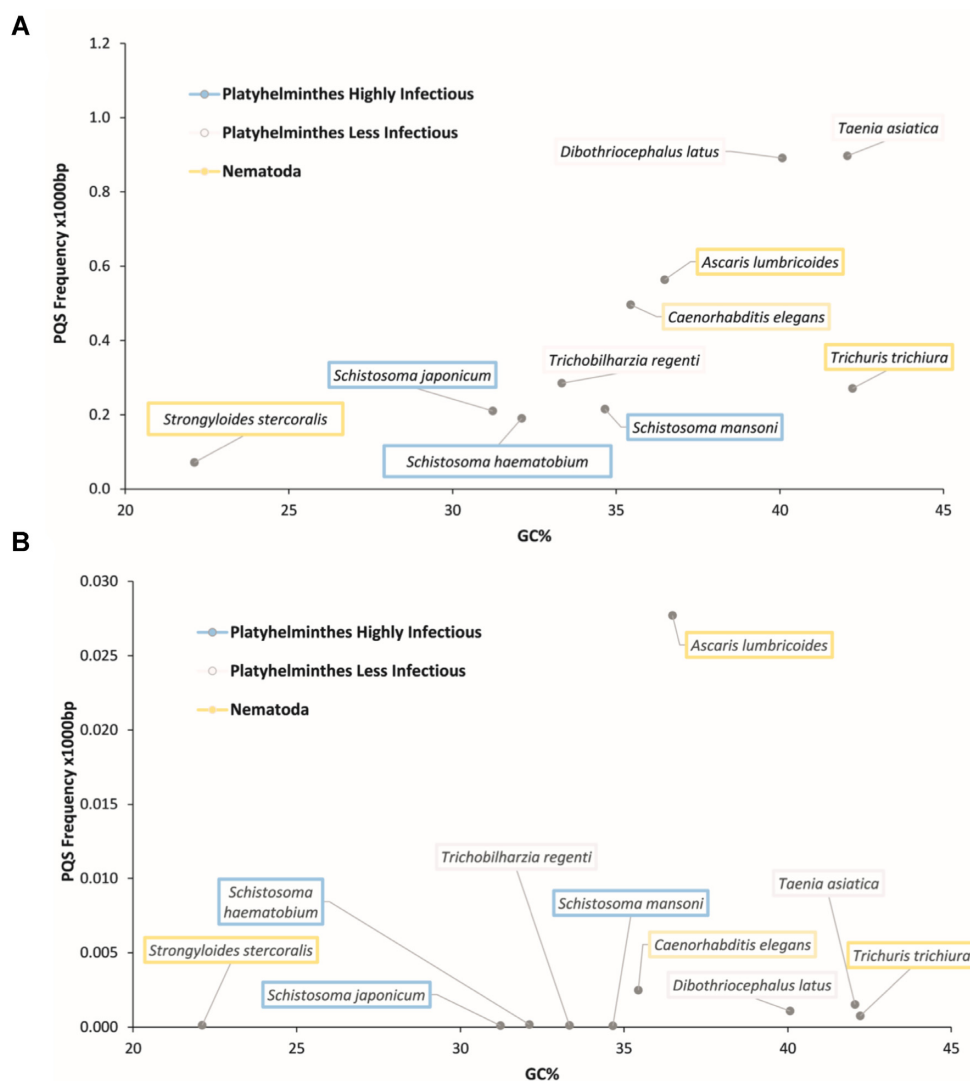 A
1.2
1.0
0.8
0.6
0.4
0.2
0.0
PQS Frequency x1000bp
Platyhelminthes Highly Infectious
Platyhelminthes Less Infectious
Nematoda
Taenia asiatica
Dibothriocephalus latus
Ascaris lumbricoides
Caenorhabditis elegans
Trichobilharzia regenti
Trichuris trichiura
Schistosoma japonicum
Strongyloides stercoralis
Schistosoma mansoni
Schistosoma haematobium
20 25 30 35 40 45
GC%
B
0.030
0.025
0.020
0.015
0.010
0.005
0.000
PQS Frequency x1000bp
Platyhelminthes Highly Infectious
Platyhelminthes Less Infectious
Nematoda
Ascaris lumbricoides
Trichobilharzia regenti
Taenia asiatica
Schistosoma
haematobium
Schistosoma mansoni
Strongyloides stercoralis
Caenorhabditis elegans
Trichuris trichiura
Dibothriocephalus latus
Schistosoma japonicum
20 25 30 35 40 45
GC%